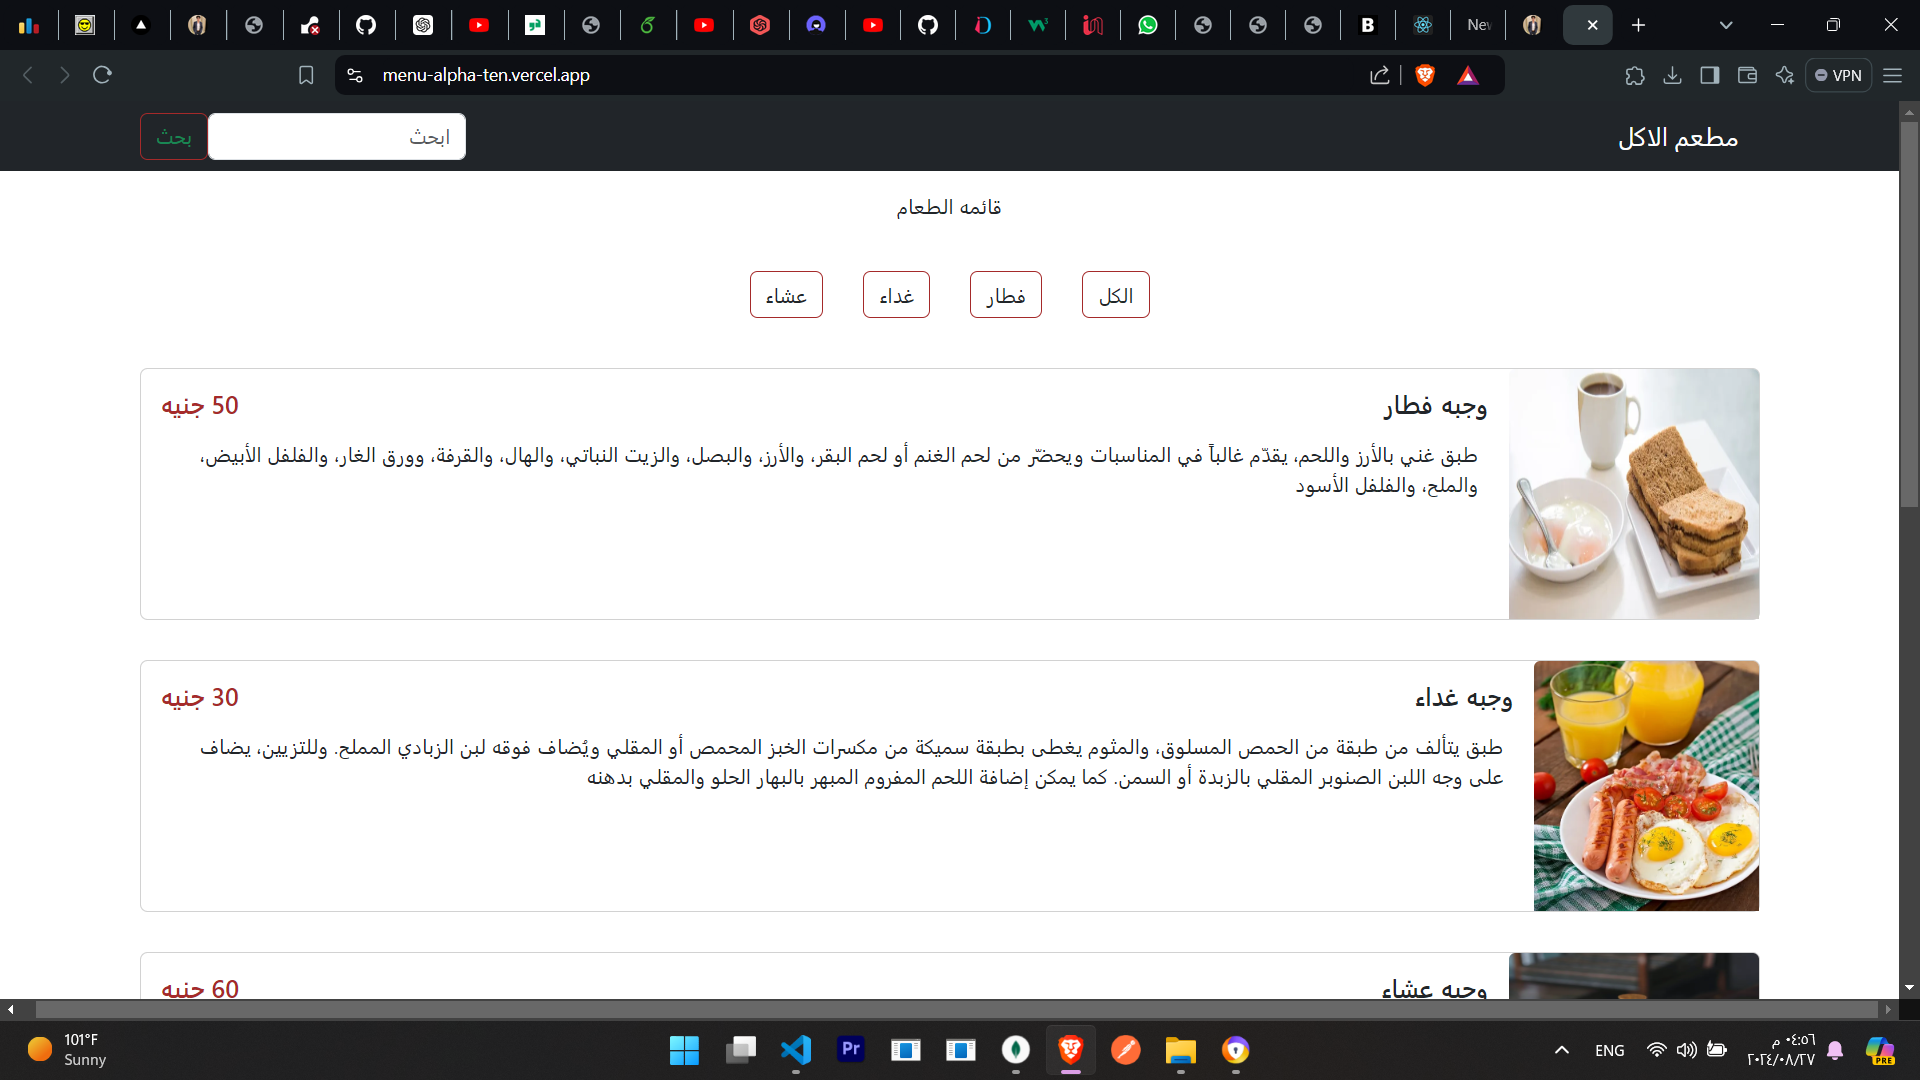 New
menu-alpha-ten.vercel.app
VPN
مطعم الاكل
ابحث
بحث
قائمه الطعام
الكل
فطار
غداء
عشاء
وجبه فطار
50 جنيه
طبق غني بالأرز واللحم، يقدّم غالباً في المناسبات ويحضّر من لحم الغنم أو لحم البقر، والأرز، والبصل، والزيت النباتي، والهال، والقرفة، وورق الغار، والفلفل الأبيض،
والملح، والفلفل الأسود
وجبه غداء
30 جنيه
طبق يتألف من طبقة من الحمص المسلوق، والمثوم يغطى بطبقة سميكة من مكسرات الخبز المحمص أو المقلي ويُضاف فوقه لبن الزبادي المملح. وللتزيين، يضاف
على وجه اللبن الصنوبر المقلي بالزبدة أو السمن. كما يمكن إضافة اللحم المفروم المبهر بالبهار الحلو والمقلي بدهنه
وجبه عشاء
60 جنيه
101°F
Sunny
Pr
ENG
٠٤:٥٦ م
٢٠٢٤/٠٨/٢٧
PRE